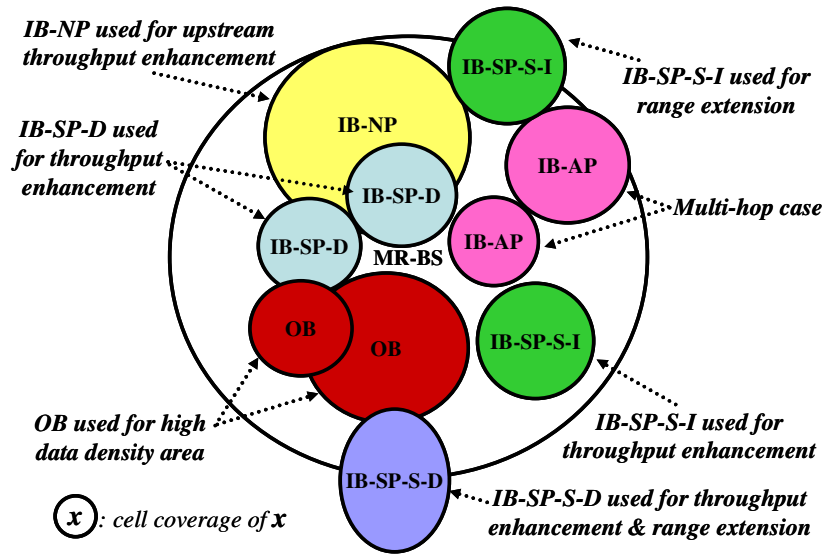 IB-NP used for upstream
throughput enhancement
IB-SP-S-I
IB-SP-S-I used for
range extension
IB-SP-D used
for throughput
enhancement
IB-NP
IB-AP
IB-SP-D
Multi-hop case
IB-SP-D
IB-AP
MR-BS
OB
OB
IB-SP-S-I
OB used for high
data density area
IB-SP-S-I used for
throughput enhancement
IB-SP-S-D
IB-SP-S-D used for throughput
enhancement & range extension
x : cell coverage of x